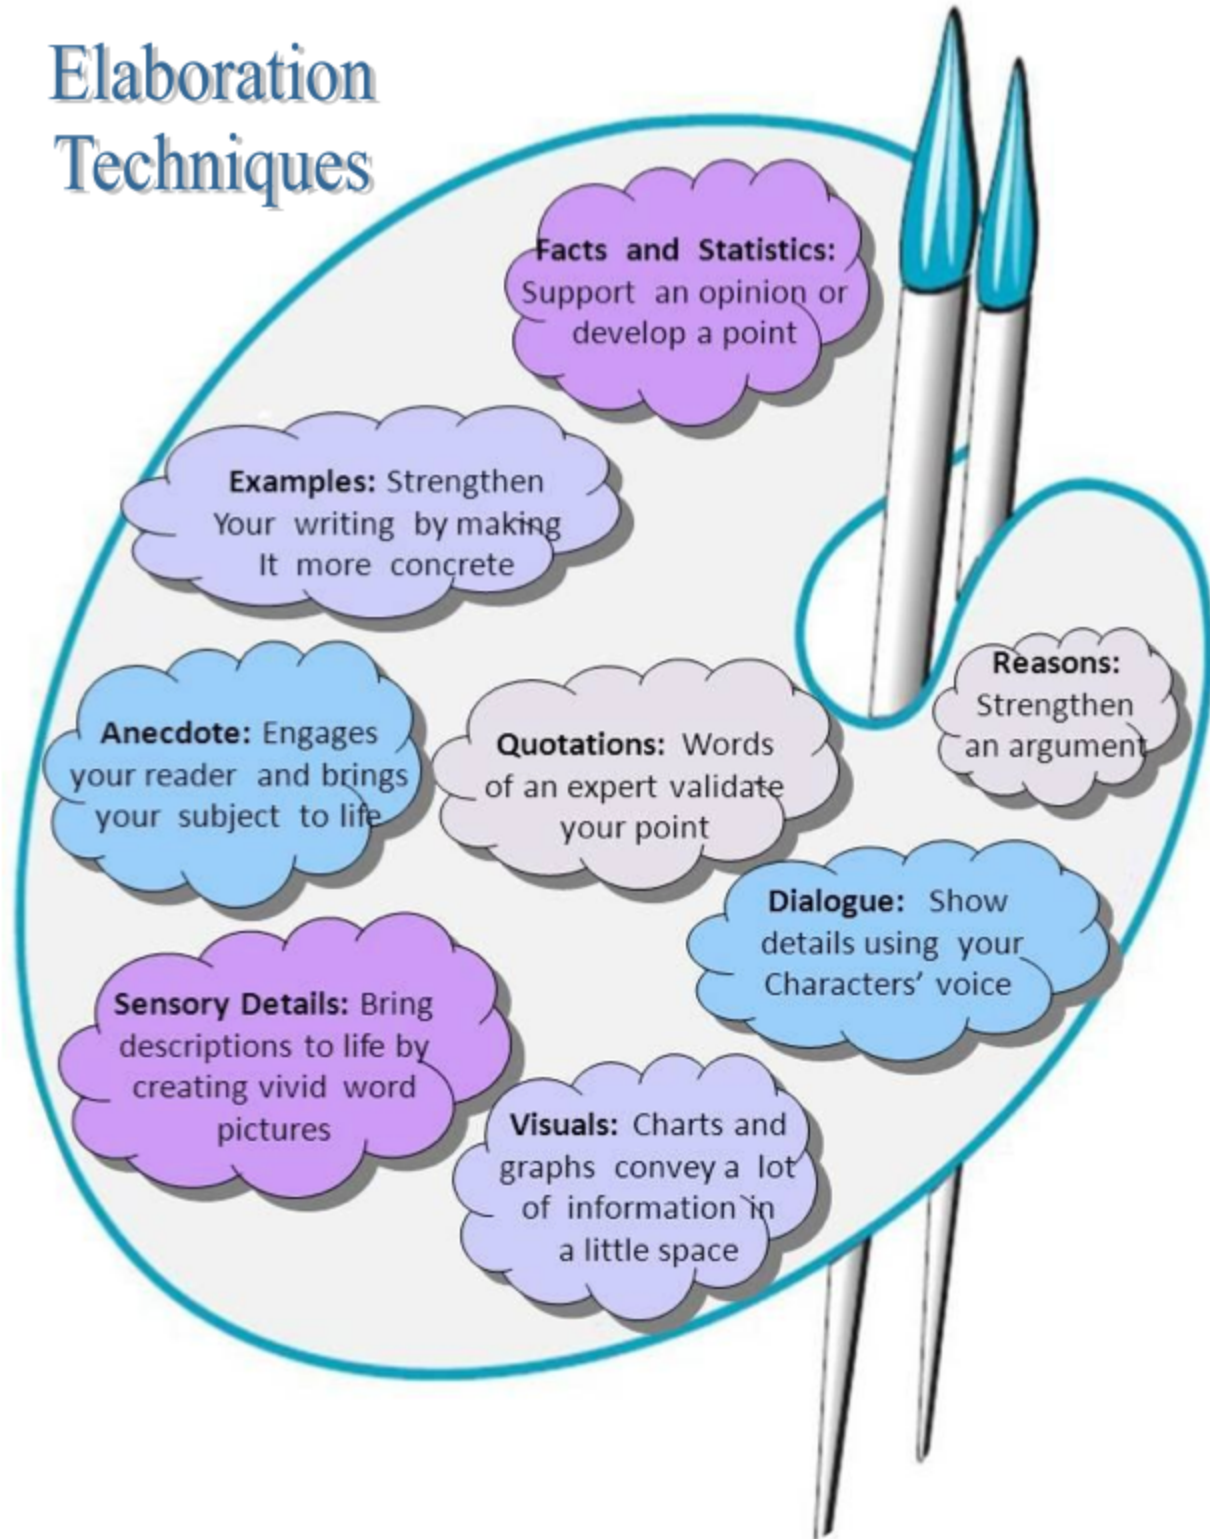 Elaboration
Techniques
Facts and Statistics:
Support an opinion or
develop a point
Examples: Strengthen
Your writing by making
It more concrete
Anecdote: Engages
your reader and brings
your subject to life
Quotations: Words
of an expert validate
your point
Reasons:
Strengthen
an argument
Dialogue: Show
details using your
Characters’ voice
Sensory Details: Bring
descriptions to life by
creating vivid word
pictures
Visuals: Charts and
graphs convey a lot
of information in
a little space